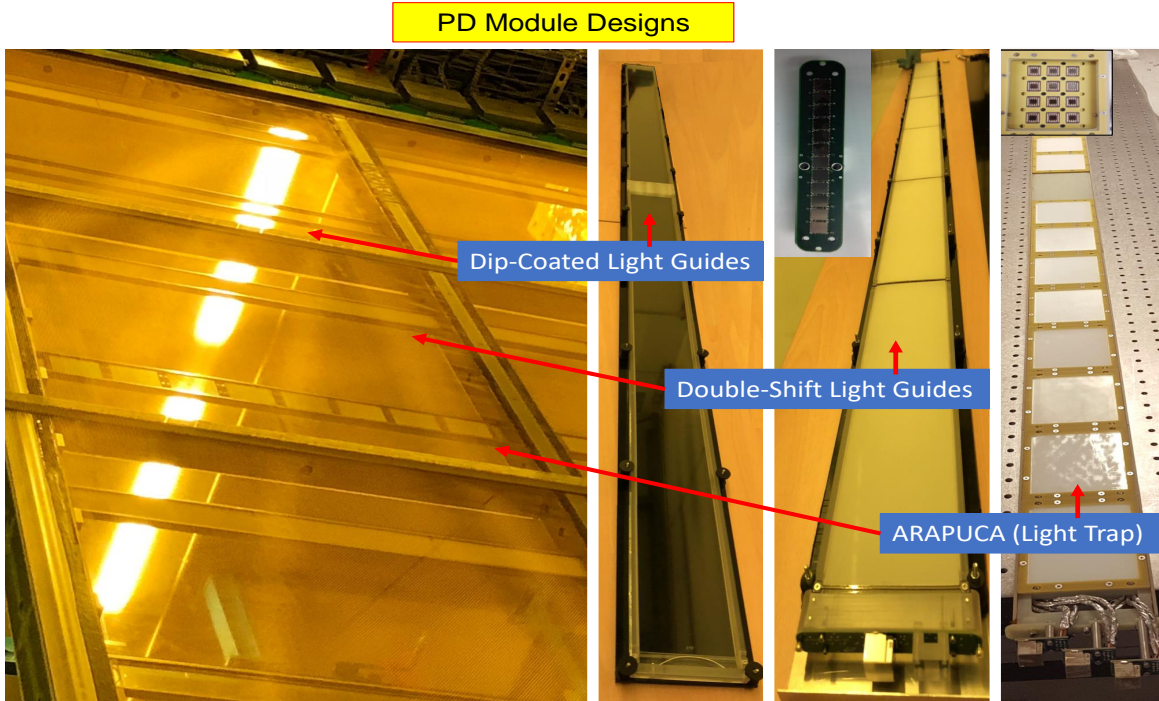 PD Module Designs
Dip-Coated Light Guides
Double-Shift Light Guides
ARAPUCA (Light Trap)